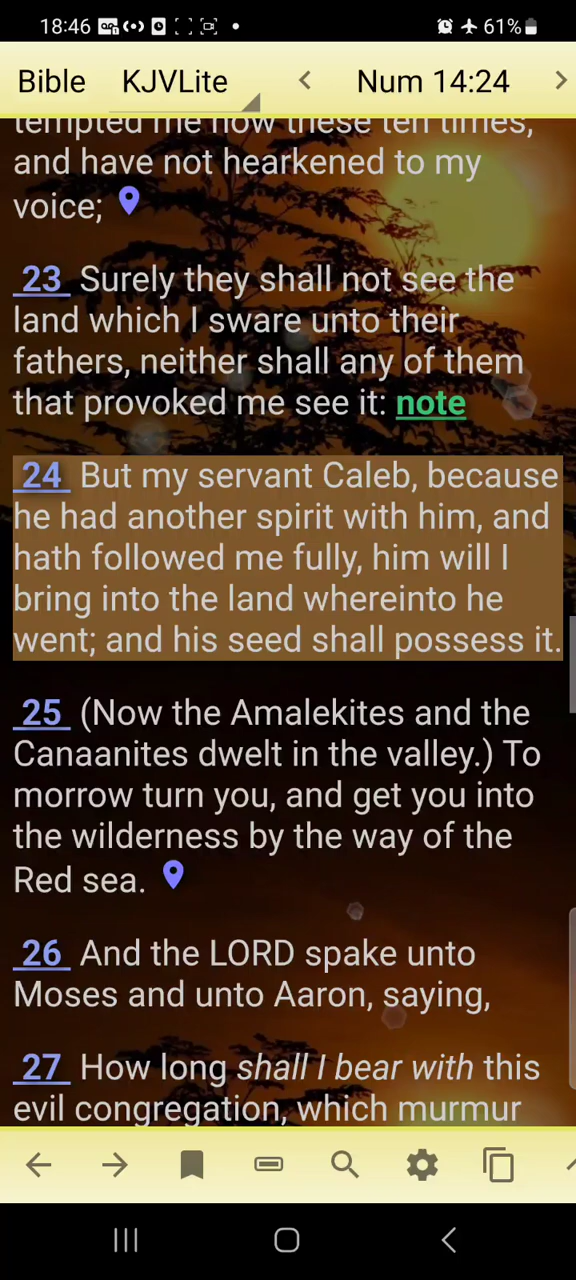 18:46 61%
Bible KJVLite Num 14:24
tempted me now these ten times,
and have not hearkened to my
voice;
23 Surely they shall not see the
land which I sware unto their
fathers, neither shall any of them
that provoked me see it: note
24 But my servant Caleb, because
he had another spirit with him, and
hath followed me fully, him will I
bring into the land whereinto he
went; and his seed shall possess it.
25 (Now the Amalekites and the
Canaanites dwelt in the valley.) To
morrow turn you, and get you into
the wilderness by the way of the
Red sea.
26 And the LORD spake unto
Moses and unto Aaron, saying,
27 How long shall I bear with this
evil congregation, which murmur